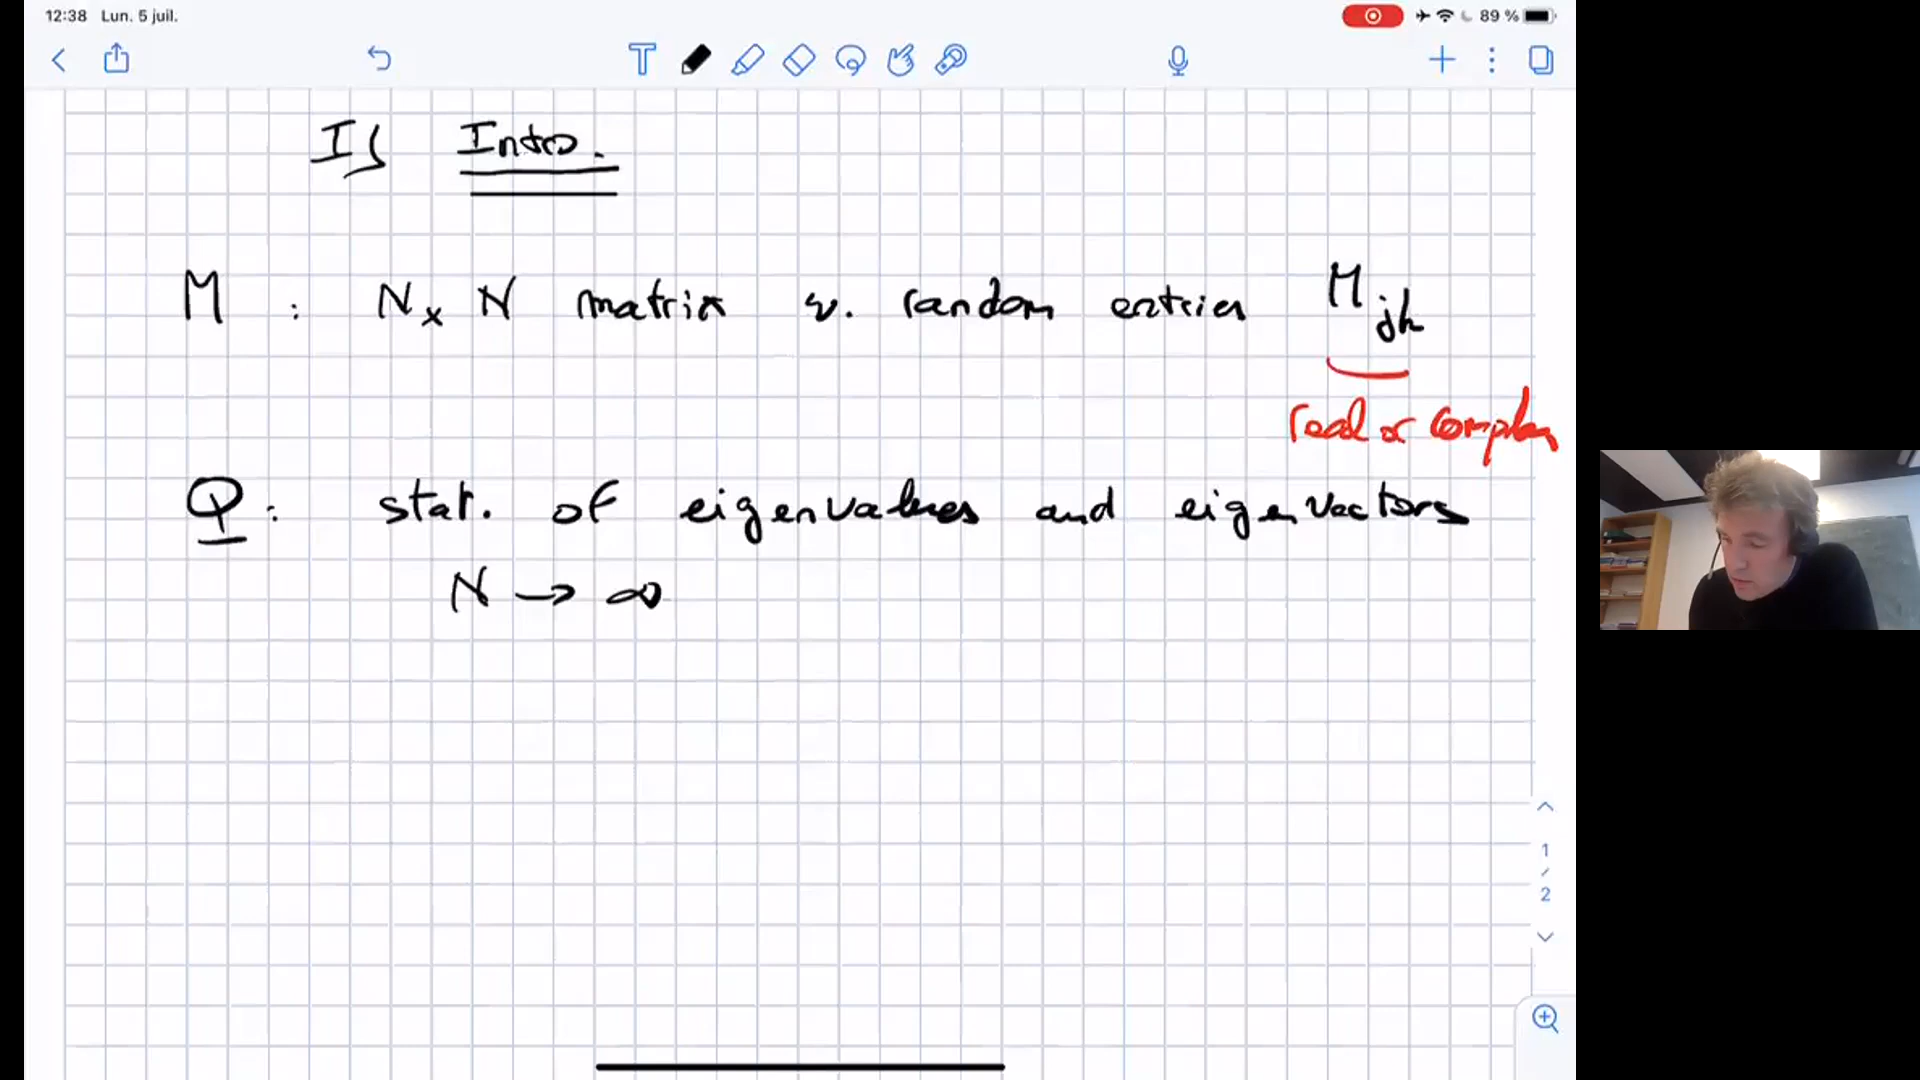 12:38 Lun. 5 juil.
89 %
I§ Intro.
M : N x N matrix w. random entries M_jk
real or complex
Q : stat. of eigenvalues and eigenvectors
N → ∞
1
/
2